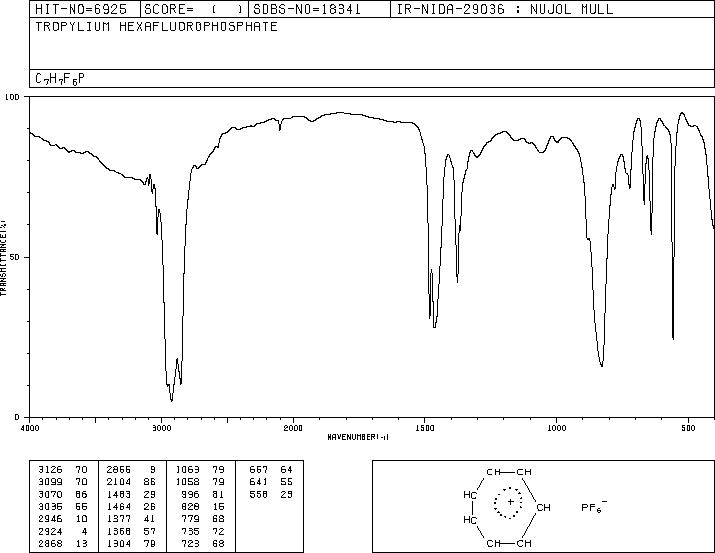 HIT-NO=6925 SCORE= ( ) SDBS-NO=18341 IR-NIDA-29036 : NUJOL MULL
TROPYLIUM HEXAFLUOROPHOSPHATE
C7H7F6P
100
TRANSMITTANCE(%)
50
0
4000 3000 2000 1500 1000 500
WAVENUMBER(-1)
3126 70 2866 9 1063 79 667 64
3099 70 2104 86 1058 79 641 55
3070 66 1483 29 996 81 558 23
3035 55 1464 26 828 15
2946 10 1377 41 779 68
2924 4 1368 57 735 72
2868 13 1304 79 723 68
CH CH
HC
+ CH PF6−
HC
CH CH